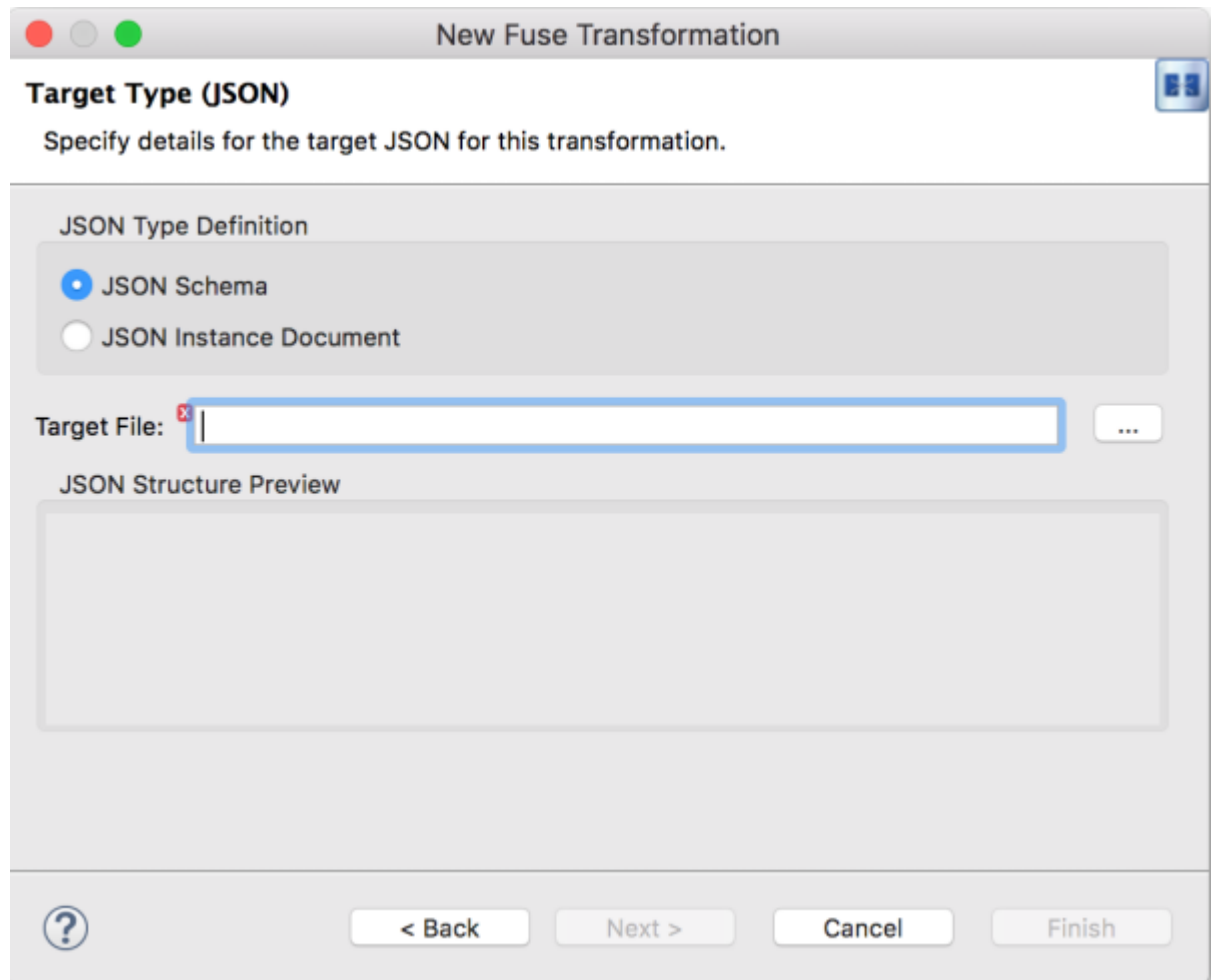 New Fuse Transformation
Target Type (JSON)
Specify details for the target JSON for this transformation.
JSON Type Definition
JSON Schema
JSON Instance Document
Target File:
...
JSON Structure Preview
?
< Back
Next >
Cancel
Finish